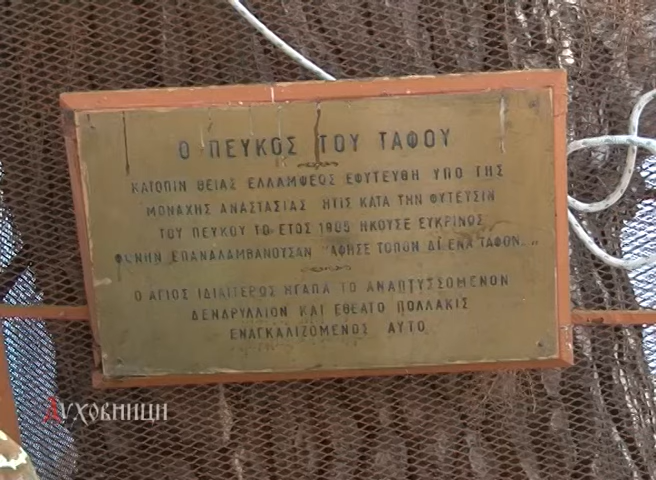 Ο ΠΕΥΚΟΣ ΤΟΥ ΤΑΦΟΥ
ΚΑΤΟΠΙΝ ΘΕΙΑΣ ΕΛΛΑΜΨΕΩΣ ΕΦΥΤΕΥΘΗ ΥΠΟ ΤΗΣ
ΜΟΝΑΧΗΣ ΑΝΑΣΤΑΣΙΑΣ ΗΤΙΣ ΚΑΤΑ ΤΗΝ ΦΥΤΕΥΣΙΝ
ΤΟΥ ΠΕΥΚΟΥ ΤΟ ΕΤΟΣ ΗΚΟΥΣΕ ΕΥΚΡΙΝΩΣ
ΦΩΝΗΝ ΕΠΑΝΑΛΑΜΒΑΝΟΥΣΑΝ "ΑΦΗΣΕ ΤΟΠΟΝ ΔΙ ΕΝΑ ΤΑΦΟΝ.."
Ο ΑΓΙΟΣ ΙΔΙΑΙΤΕΡΩΣ ΗΓΑΠΑ ΤΟ ΑΝΑΠΤΥΣΣΟΜΕΝΟΝ
ΔΕΝΔΡΥΛΛΙΟΝ ΚΑΙ ΕΘΕΑΤΟ ΠΟΛΛΑΚΙΣ
ΕΝΑΓΚΑΛΙΖΟΜΕΝΟΣ ΑΥΤΟ
Духовници